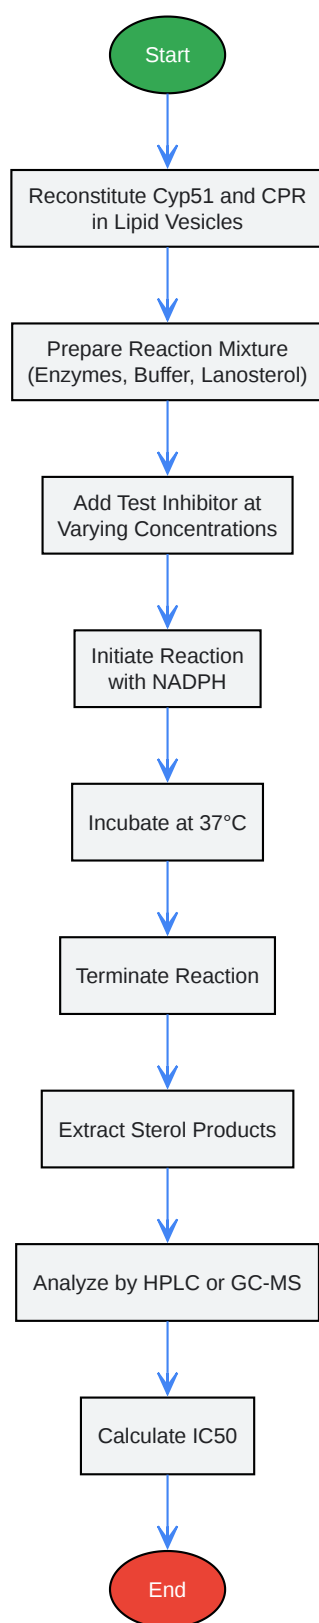 Start
Reconstitute Cyp51 and CPR
in Lipid Vesicles
Prepare Reaction Mixture
(Enzymes, Buffer, Lanosterol)
Add Test Inhibitor at
Varying Concentrations
Initiate Reaction
with NADPH
Incubate at 37°C
Terminate Reaction
Extract Sterol Products
Analyze by HPLC or GC-MS
Calculate IC50
End